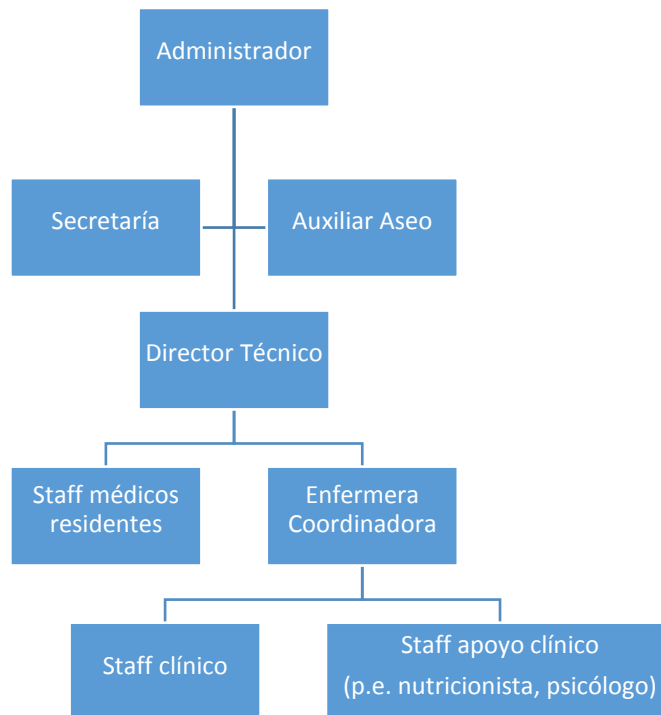 Administrador
Secretaría
Auxiliar Aseo
Director Técnico
Staff médicos
residentes
Enfermera
Coordinadora
Staff clínico
Staff apoyo clínico
(p.e. nutricionista, psicólogo)